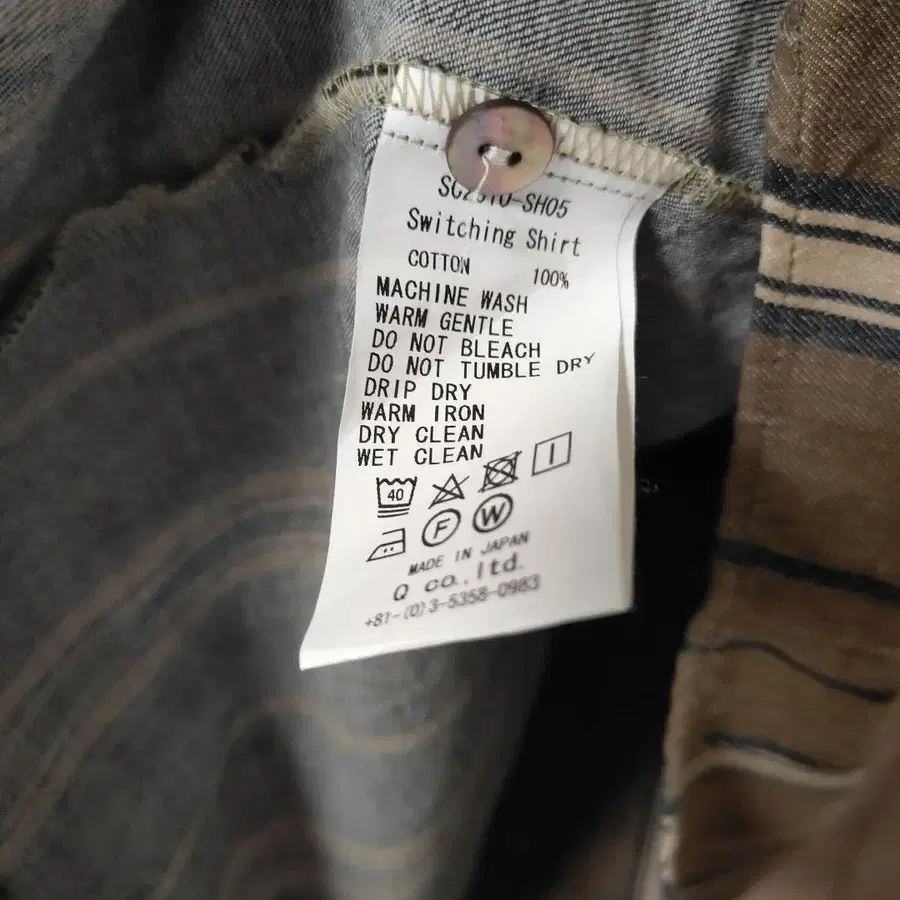 -SH05
Switching Shirt
COTTON 100%
MACHINE WASH
WARM GENTLE
DO NOT BLEACH
DO NOT TUMBLE DRY
DRIP DRY
WARM IRON
DRY CLEAN
WET CLEAN
40
F W
MADE IN JAPAN
Q co.,ltd.
+81-(0)3-5358-0983